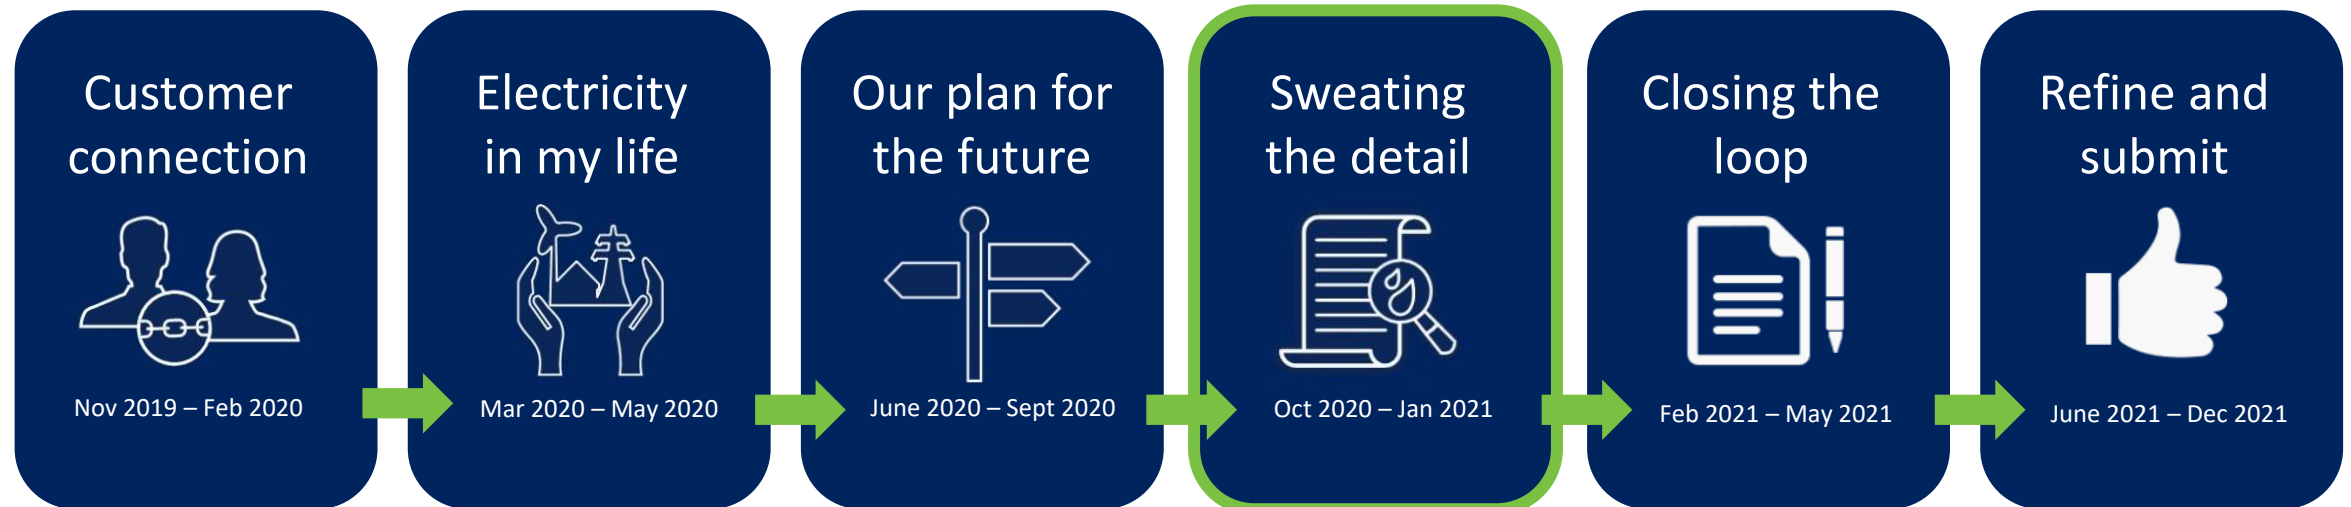 Customer
connection
Nov 2019 – Feb 2020
Electricity
in my life
Mar 2020 – May 2020
Our plan for
the future
June 2020 – Sept 2020
Sweating
the detail
Oct 2020 – Jan 2021
Closing the
loop
Feb 2021 – May 2021
Refine and
submit
June 2021 – Dec 2021